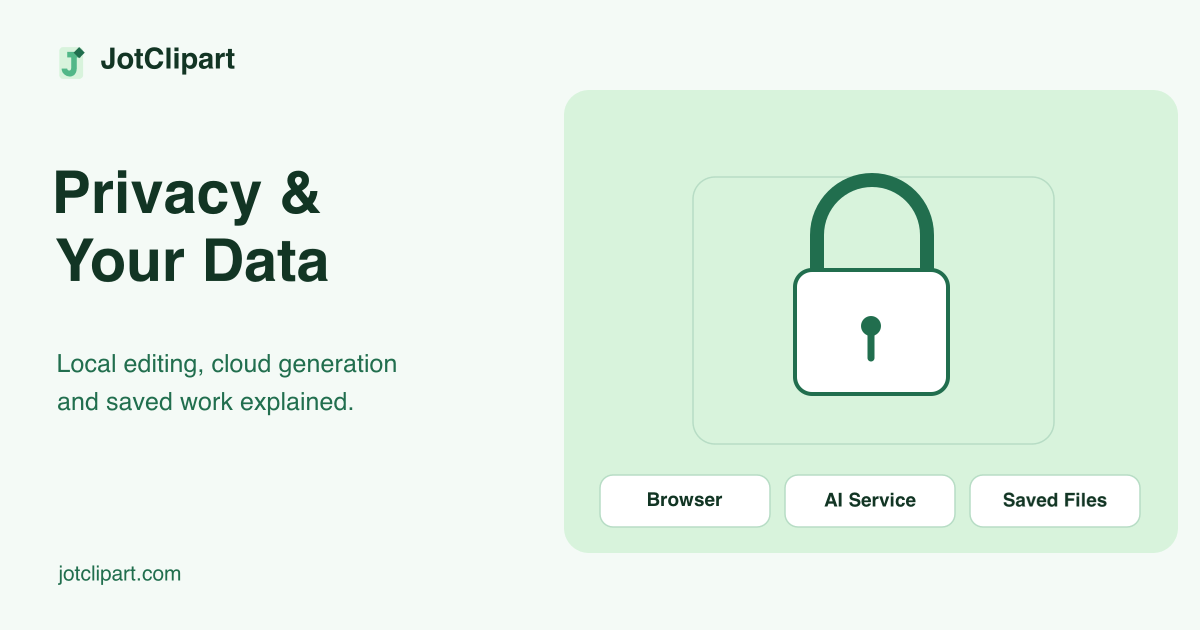 JotClipart
Privacy &
Your Data
Local editing, cloud generation
and saved work explained.
Browser
AI Service
Saved Files
jotclipart.com